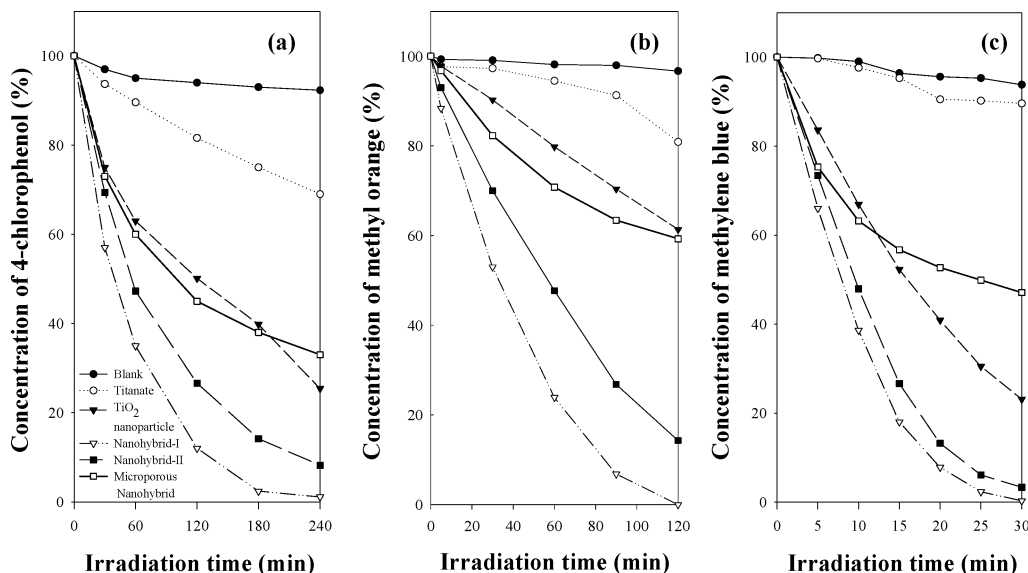 (a)
Concentration of 4-chlorophenol (%)
100
80
60
40
20
0
Blank
Titanate
TiO2
nanoparticle
Nanohybrid-I
Nanohybrid-II
Microporous
Nanohybrid
0 60 120 180 240
Irradiation time (min)
(b)
Concentration of methyl orange (%)
100
80
60
40
20
0
0 20 40 60 80 100 120
Irradiation time (min)
(c)
Concentration of methylene blue (%)
100
80
60
40
20
0
0 5 10 15 20 25 30
Irradiation time (min)